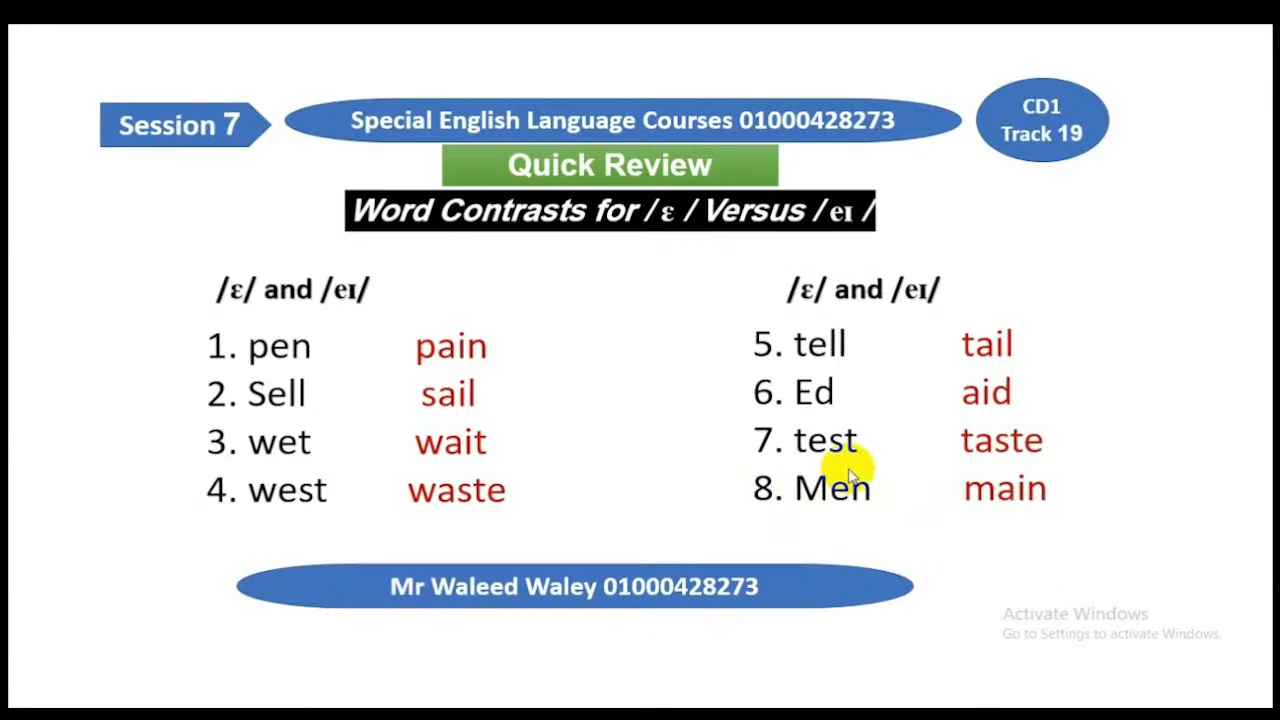 Session 7
Special English Language Courses 01000428273
CD1
Track 19
Quick Review
Word Contrasts for / ɛ / Versus / eɪ /
/ɛ/ and /eɪ/
1. pen pain
2. Sell sail
3. wet wait
4. west waste
/ɛ/ and /eɪ/
5. tell tail
6. Ed aid
7. test taste
8. Men main
Mr Waleed Waley 01000428273
Activate Windows
Go to Settings to activate Windows.